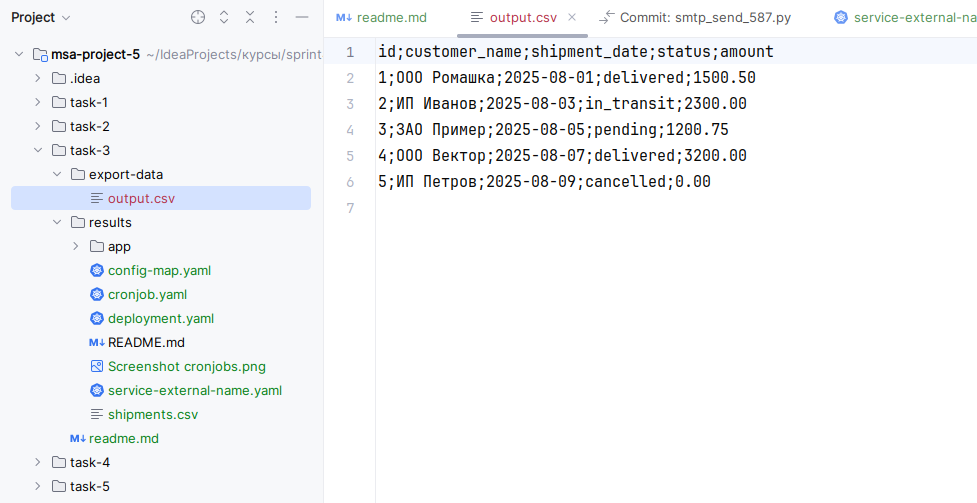 Project
msa-project-5 ~/IdeaProjects/курсы/sprint
.idea
task-1
task-2
task-3
export-data
output.csv
results
app
config-map.yaml
cronjob.yaml
deployment.yaml
README.md
Screenshot cronjobs.png
service-external-name.yaml
shipments.csv
readme.md
task-4
task-5
readme.md
output.csv
Commit: smtp_send_587.py
service-external-na
1 id;customer_name;shipment_date;status;amount
2 1;ООО Ромашка;2025-08-01;delivered;1500.50
3 2;ИП Иванов;2025-08-03;in_transit;2300.00
4 3;ЗАО Пример;2025-08-05;pending;1200.75
5 4;ООО Вектор;2025-08-07;delivered;3200.00
6 5;ИП Петров;2025-08-09;cancelled;0.00
7